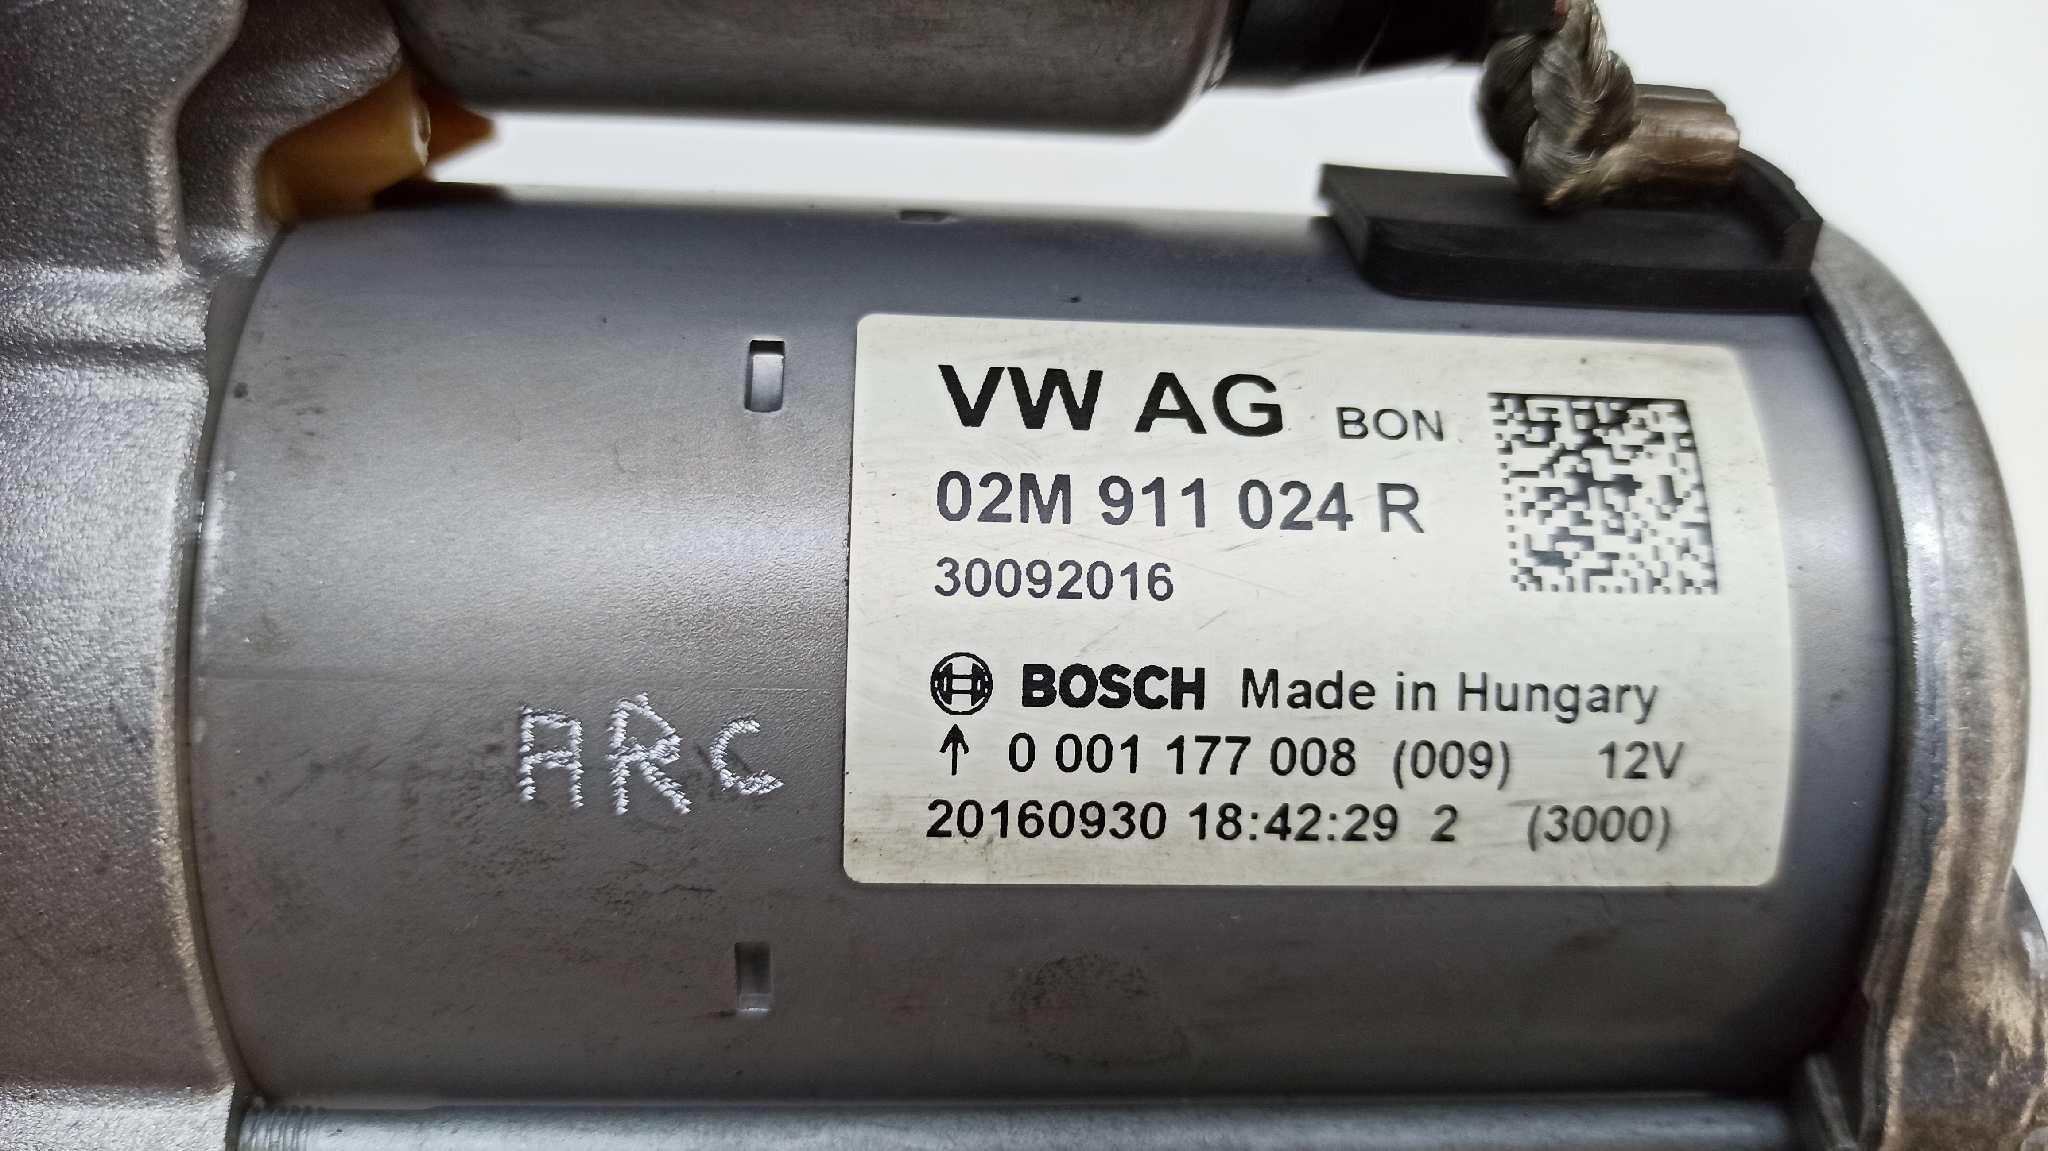 VW AG BON
02M 911 024 R
30092016
BOSCH Made in Hungary
↑ 0 001 177 008 (009) 12V
20160930 18:42:29 2 (3000)
ARC